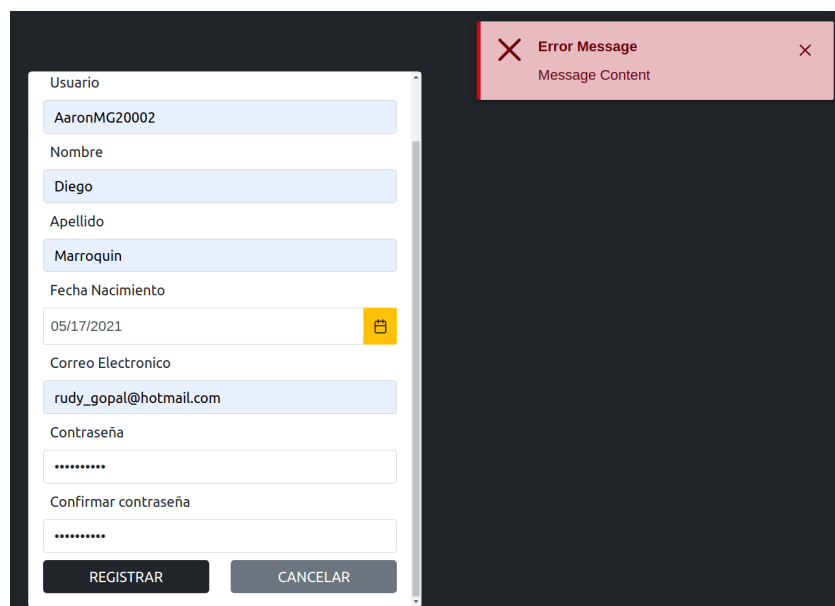 Error Message
Message Content
Usuario
AaronMG20002
Nombre
Diego
Apellido
Marroquin
Fecha Nacimiento
05/17/2021
Correo Electronico
rudy_gopal@hotmail.com
Contraseña
••••••••••
Confirmar contraseña
••••••••••
REGISTRAR CANCELAR